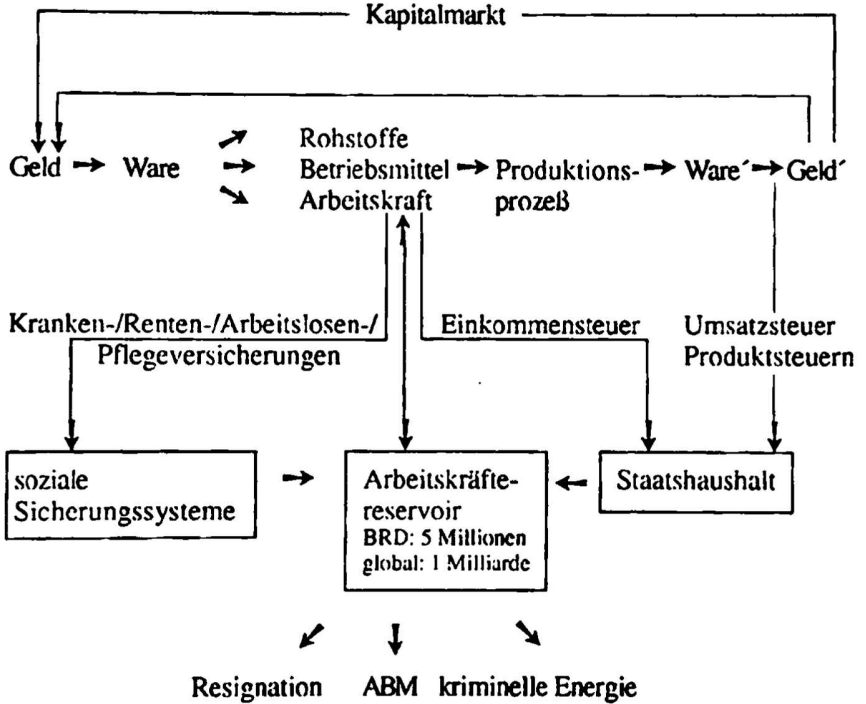 Kapitalmarkt
Rohstoffe
Geld Ware Betriebsmittel Produktions- Ware´ Geld´
Arbeitskraft prozeß
Kranken-/Renten-/Arbeitslosen-/ Einkommensteuer Umsatzsteuer
Pflegeversicherungen Produktsteuern
soziale Arbeitskräfte- Staatshaushalt
Sicherungssysteme reservoir
BRD: 5 Millionen
global: 1 Milliarde
Resignation ABM kriminelle Energie